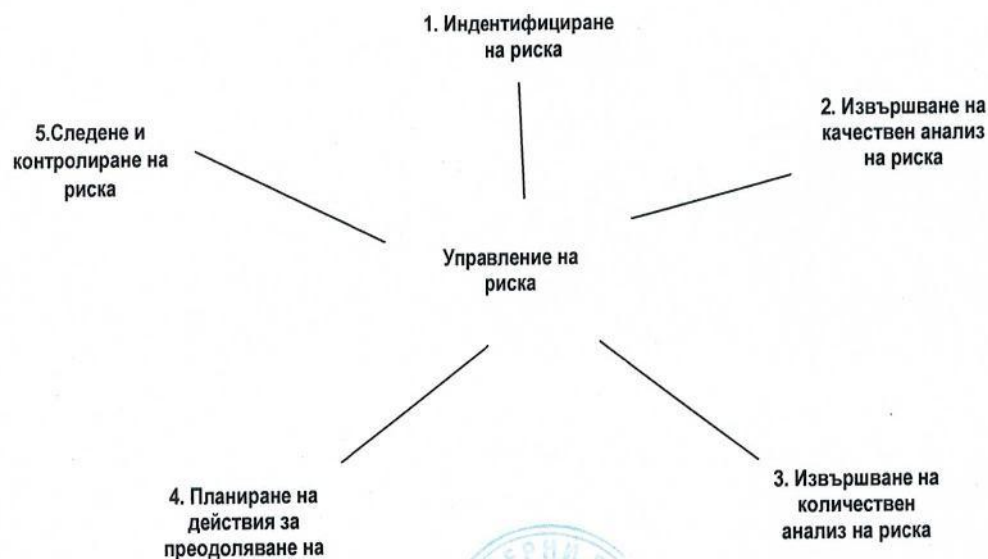 1. Индентифициране
на риска
2. Извършване на
качествен анализ
на риска
5.Следене и
контролиране на
риска
Управление на
риска
4. Планиране на
действия за
преодоляване на
3. Извършване на
количествен
анализ на риска